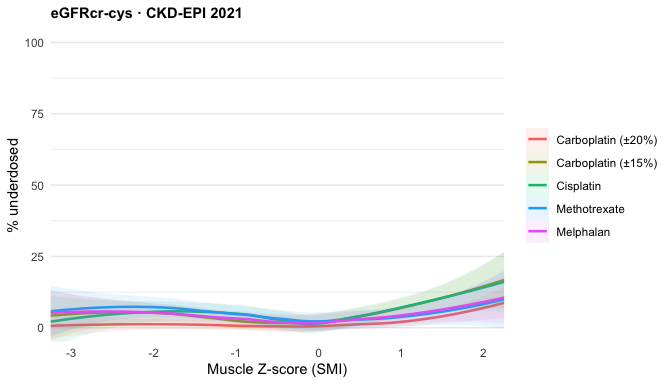 eGFRcr-cys · CKD-EPI 2021
100
75
50
25
0
% underdosed
-3
-2
-1
0
1
2
Muscle Z-score (SMI)
Carboplatin (±20%)
Carboplatin (±15%)
Cisplatin
Methotrexate
Melphalan